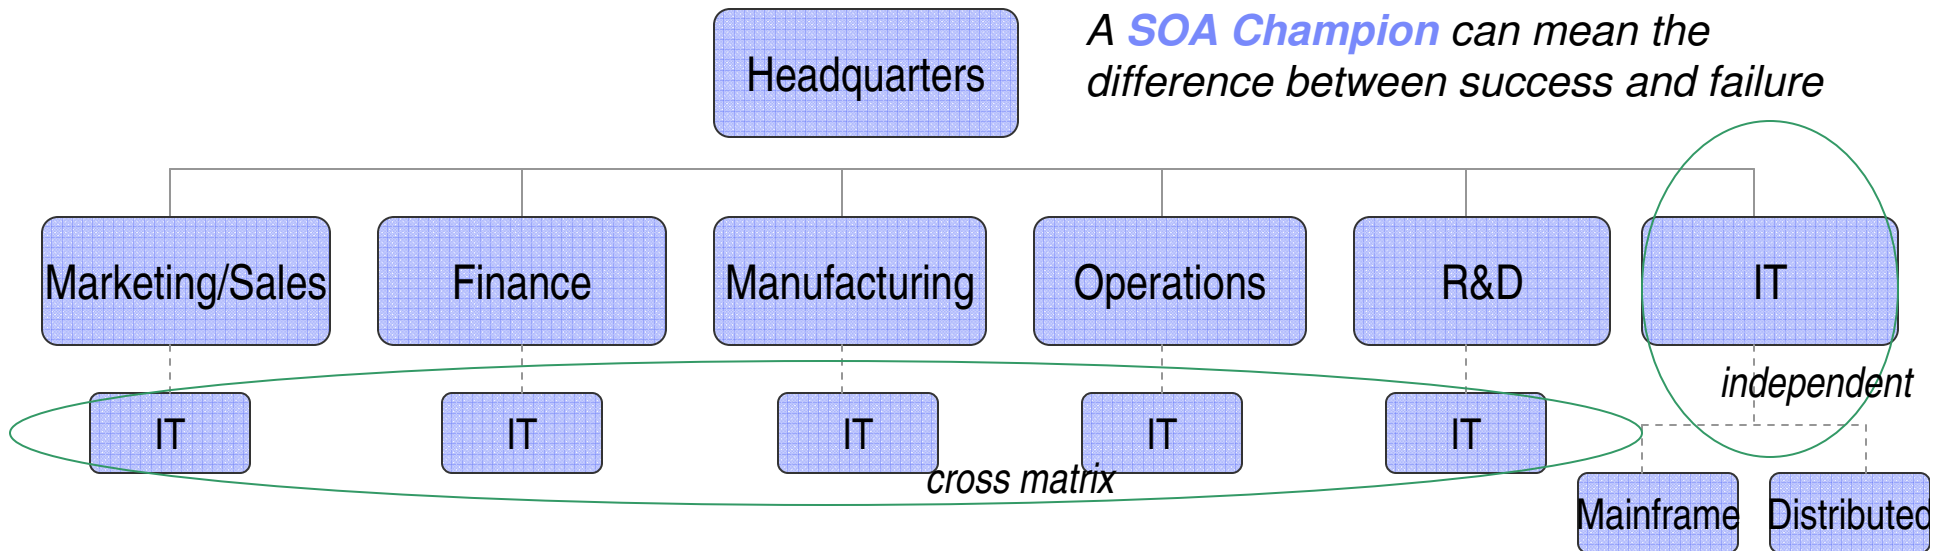 A SOA Champion can mean the
difference between success and failure
Headquarters
Marketing/Sales
Finance
Manufacturing
Operations
R&D
IT
independent
IT
IT
IT
IT
IT
cross matrix
Mainframe
Distributed